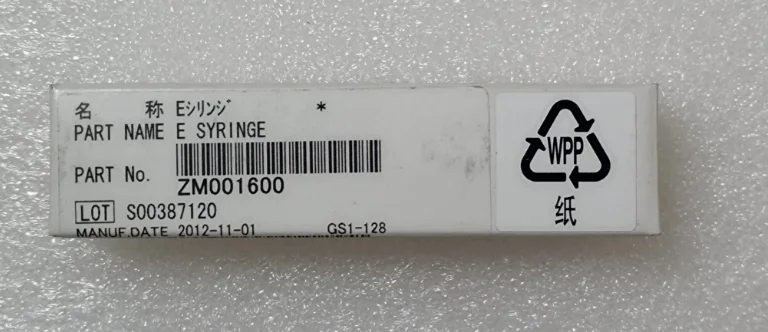 名 称 Eシリンジ *
PART NAME E SYRINGE
PART No.
ZM001600
LOT S00387120
MANUF.DATE 2012-11-01 GS1-128
WPP
纸